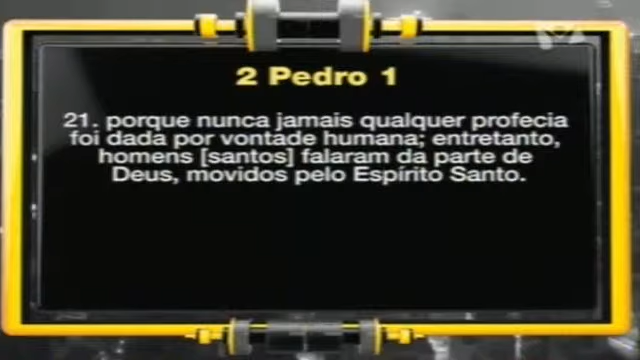 2 Pedro 1
21. porque nunca jamais qualquer profecia
foi dada por vontade humana; entretanto,
homens [santos] falaram da parte de
Deus, movidos pelo Espírito Santo.